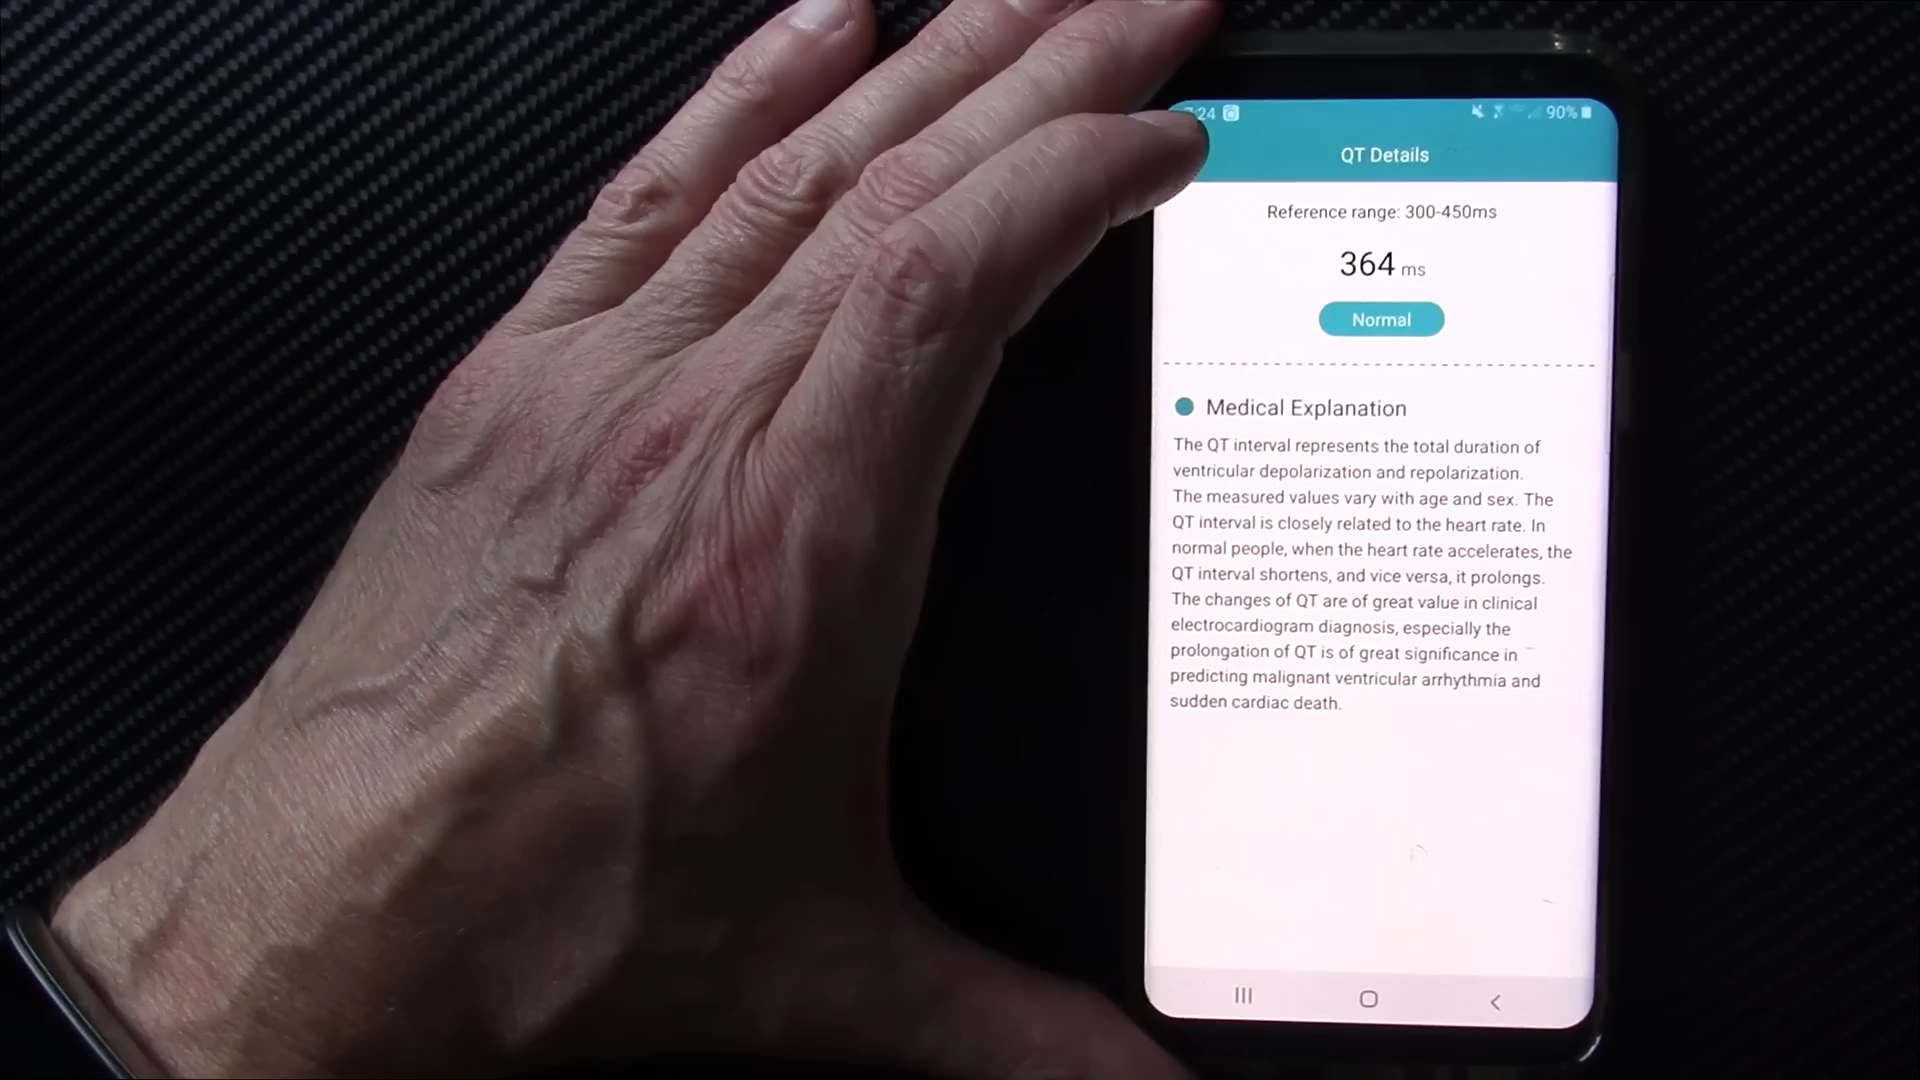 :24 90%
QT Details
Reference range: 300-450ms
364 ms
Normal
Medical Explanation
The QT interval represents the total duration of
ventricular depolarization and repolarization.
The measured values vary with age and sex. The
QT interval is closely related to the heart rate. In
normal people, when the heart rate accelerates, the
QT interval shortens, and vice versa, it prolongs.
The changes of QT are of great value in clinical
electrocardiogram diagnosis, especially the
prolongation of QT is of great significance in
predicting malignant ventricular arrhythmia and
sudden cardiac death.